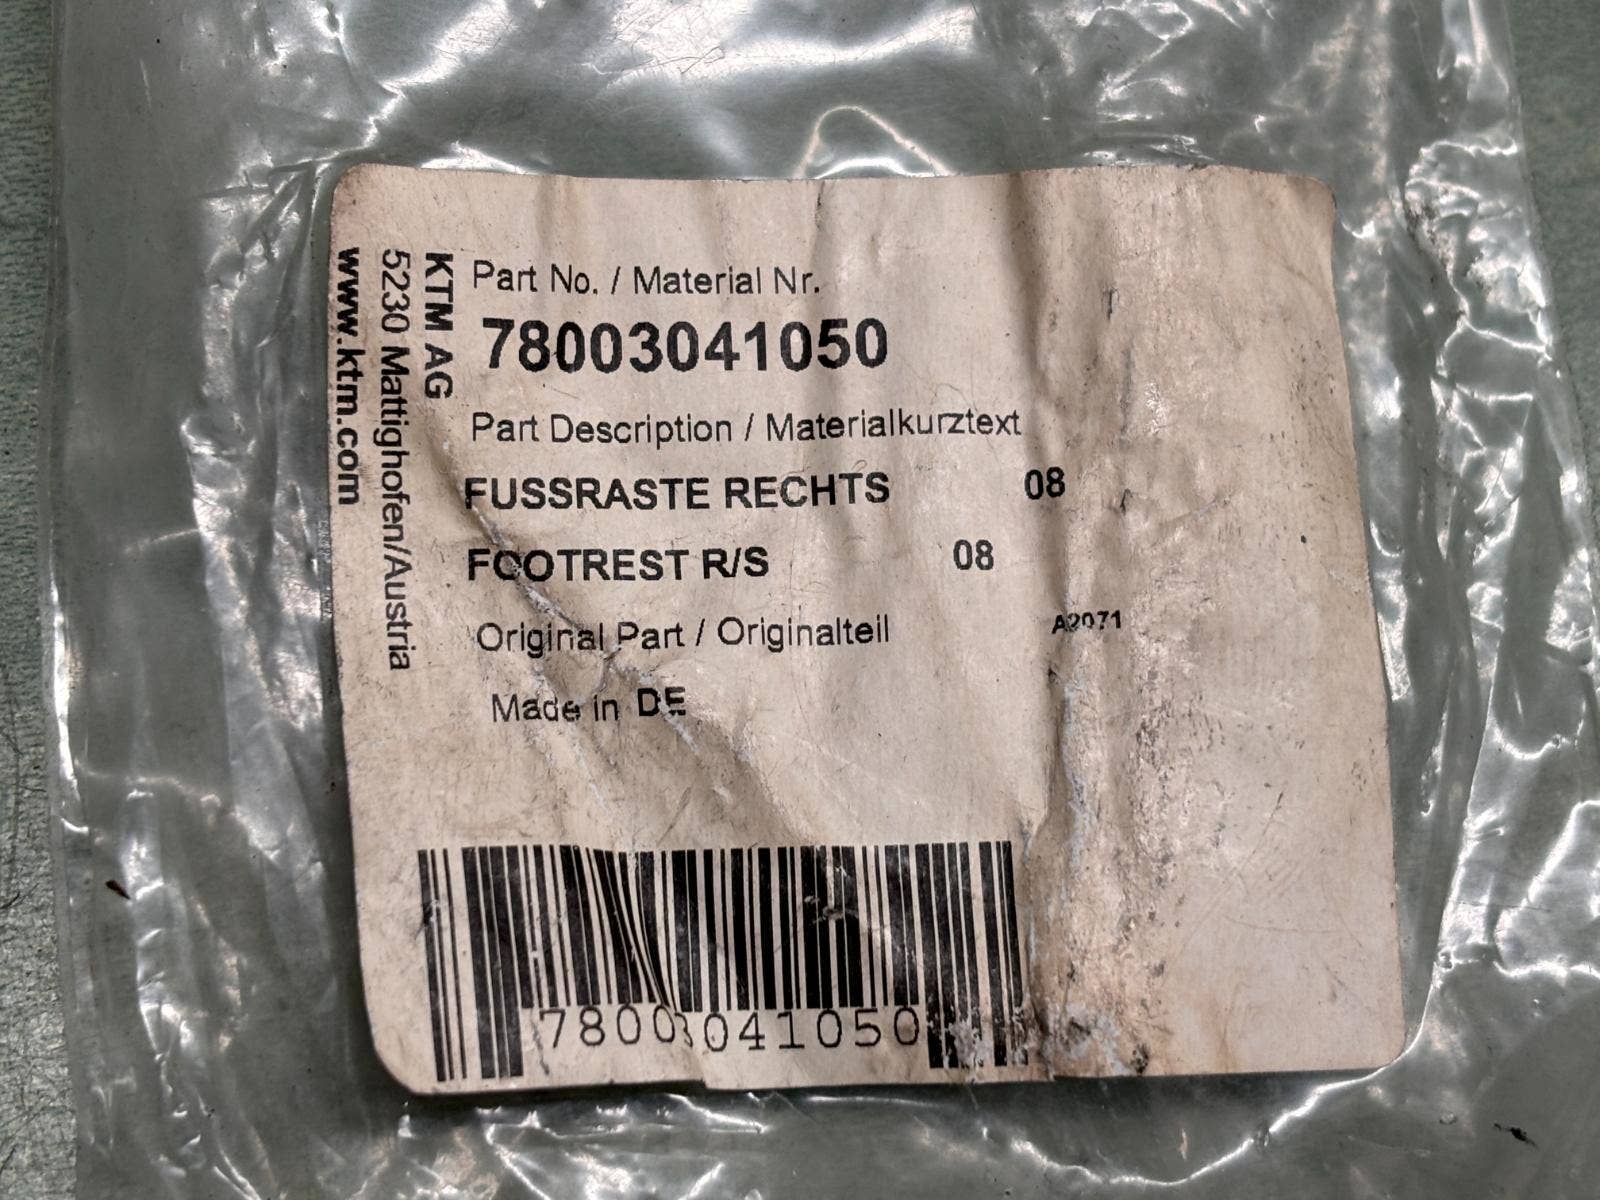 KTM AG
5230 Mattighofen/Austria
www.ktm.com
Part No. / Material Nr.
78003041050
Part Description / Materialkurztext
FUSSRASTE RECHTS 08
FOOTREST R/S 08
Original Part / Originalteil A2071
Made in DE
78003041050